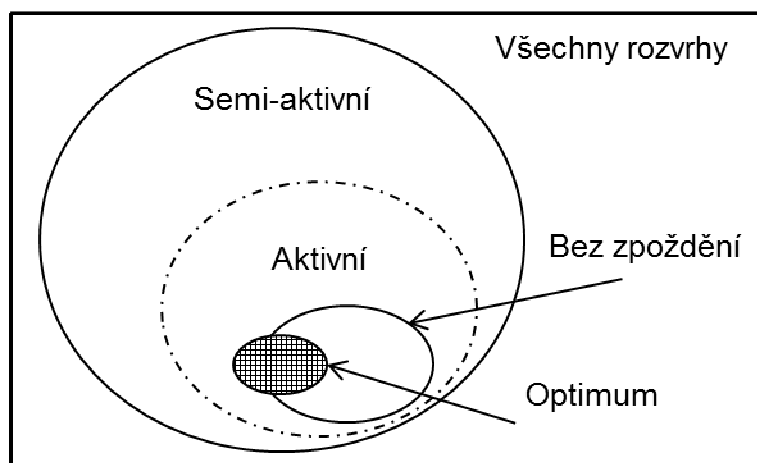 Všechny rozvrhy
Semi-aktivní
Bez zpoždění
Aktivní
Optimum